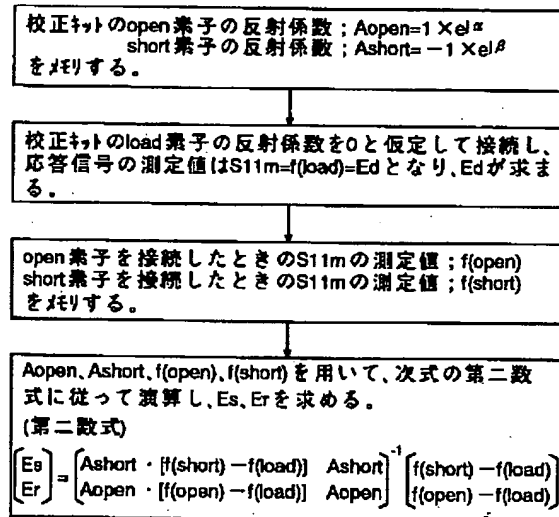 校正ｷｯﾄのopen素子の反射係数；Aopen=1×e^jα
short素子の反射係数；Ashort=−1×e^jβ
をﾒﾓﾘする。
校正ｷｯﾄのload素子の反射係数を0と仮定して接続し、
応答信号の測定値はS11m=f(load)=Edとなり、Edが求ま
る。
open素子を接続したときのS11mの測定値；f(open)
short素子を接続したときのS11mの測定値；f(short)
をﾒﾓﾘする。
Aopen、Ashort、f(open)、f(short)を用いて、次式の第二数
式に従って演算し、Es、Erを求める。
(第二数式)
[Es] = [Ashort・[f(short)−f(load)] Ashort]^-1 [f(short)−f(load)]
[Er] [Aopen・[f(open)−f(load)] Aopen] [f(open)−f(load)]